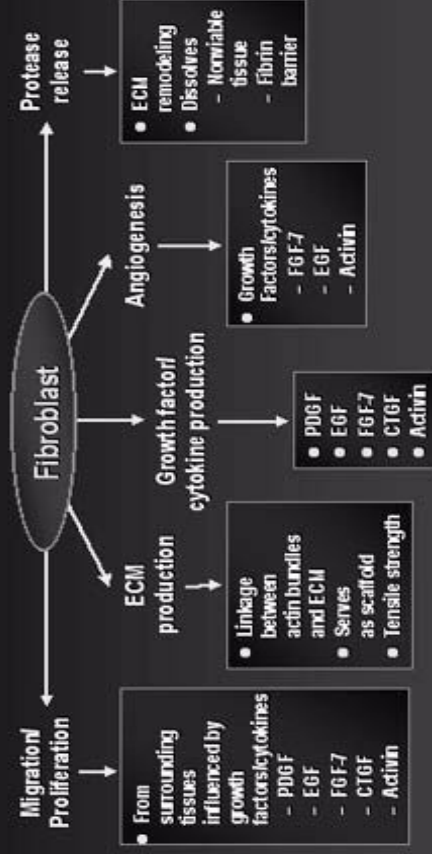 Fibroblast
Migration/
Proliferation
• From
surrounding
tissues
influenced by
growth
factors/cytokines
– PDGF
– EGF
– FGF-7
– CTGF
– Activin
ECM
production
• Linkage
between
actin bundles
and ECM
• Serves
as scaffold
• Tensile strength
Growth factor/
cytokine production
• PDGF
• EGF
• FGF-7
• CTGF
• Activin
Angiogenesis
• Growth
Factors/cytokines
– FGF-7
– EGF
– Activin
Protease
release
• ECM
remodeling
• Dissolves
– Nonviable
tissue
– Fibrin
barrier